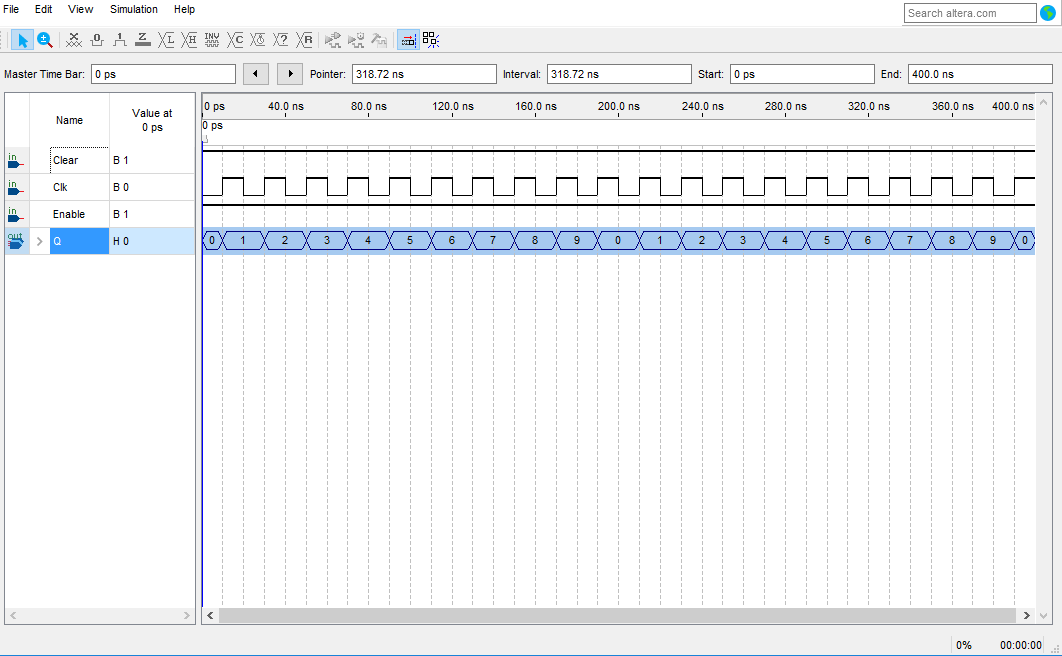 File Edit View Simulation Help
Search altera.com
Master Time Bar: 0 ps Pointer: 318.72 ns Interval: 318.72 ns Start: 0 ps End: 400.0 ns
Name Value at 0 ps
0 ps 40.0 ns 80.0 ns 120.0 ns 160.0 ns 200.0 ns 240.0 ns 280.0 ns 320.0 ns 360.0 ns 400.0 ns
0 ps
in Clear B 1
in Clk B 0
in Enable B 1
out Q H 0 0 1 2 3 4 5 6 7 8 9 0 1 2 3 4 5 6 7 8 9 0
0% 00:00:00